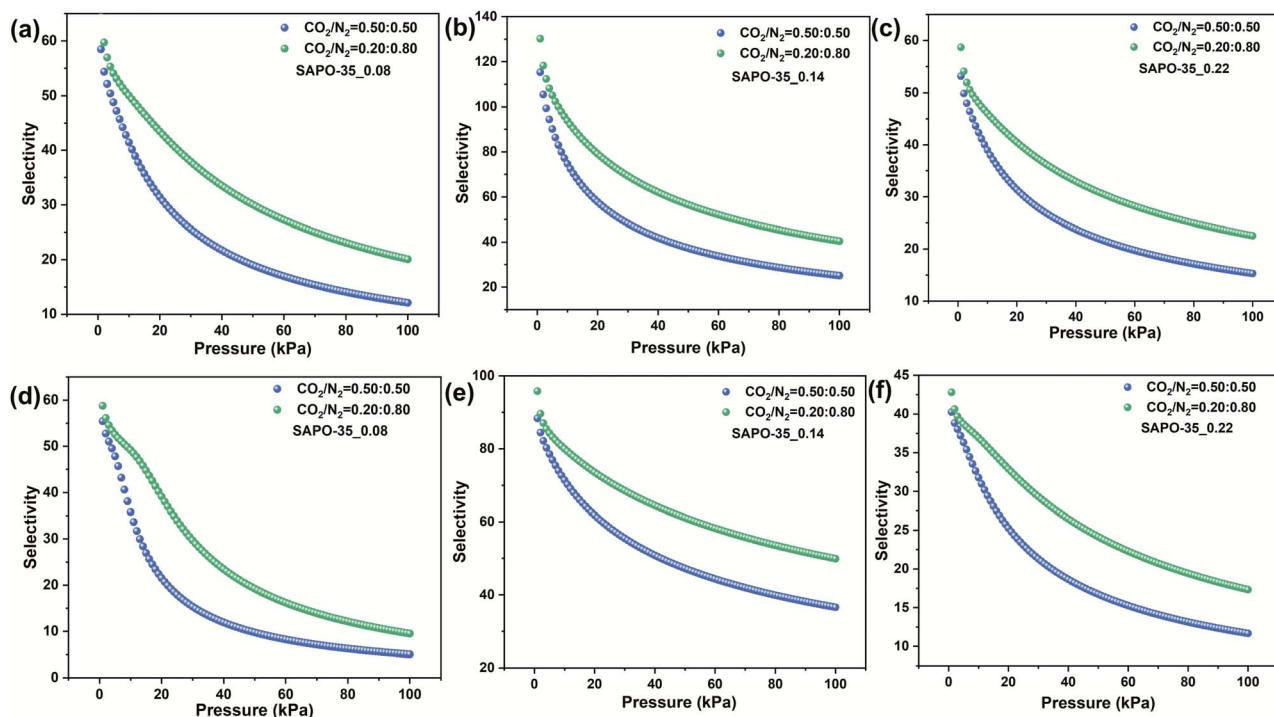 (a)
CO₂/N₂=0.50:0.50
CO₂/N₂=0.20:0.80
SAPO-35_0.08
Selectivity
60
50
40
30
20
10
0 20 40 60 80 100
Pressure (kPa)
(b)
CO₂/N₂=0.50:0.50
CO₂/N₂=0.20:0.80
SAPO-35_0.14
Selectivity
140
120
100
80
60
40
20
0 20 40 60 80 100
Pressure (kPa)
(c)
CO₂/N₂=0.50:0.50
CO₂/N₂=0.20:0.80
SAPO-35_0.22
Selectivity
60
50
40
30
20
10
0 20 40 60 80 100
Pressure (kPa)
(d)
CO₂/N₂=0.50:0.50
CO₂/N₂=0.20:0.80
SAPO-35_0.08
Selectivity
60
50
40
30
20
10
0
0 20 40 60 80 100
Pressure (kPa)
(e)
CO₂/N₂=0.50:0.50
CO₂/N₂=0.20:0.80
SAPO-35_0.14
Selectivity
100
80
60
40
20
0 20 40 60 80 100
Pressure (kPa)
(f)
CO₂/N₂=0.50:0.50
CO₂/N₂=0.20:0.80
SAPO-35_0.22
Selectivity
45
40
35
30
25
20
15
10
0 20 40 60 80 100
Pressure (kPa)